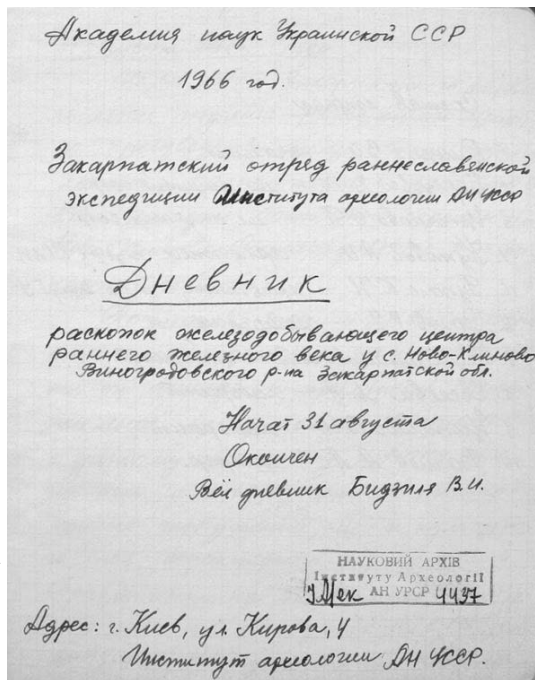 Академия наук Украинской ССР
1966 год.
Закарпатский отряд раннеславянской
экспедиции Института археологии АН УССР
Дневник
раскопок железодобывающего центра
раннего железного века у с. Ново-Клиново
Виноградовского р-на Закарпатской обл.
Начат 31 августа
Окончен
Вёл дневник Бидзиля В.И.
НАУКОВИЙ АРХІВ
Інституту Археології
АН УРСР 4437
Адрес: г. Киев, ул. Кирова, 4
Институт археологии АН УССР.